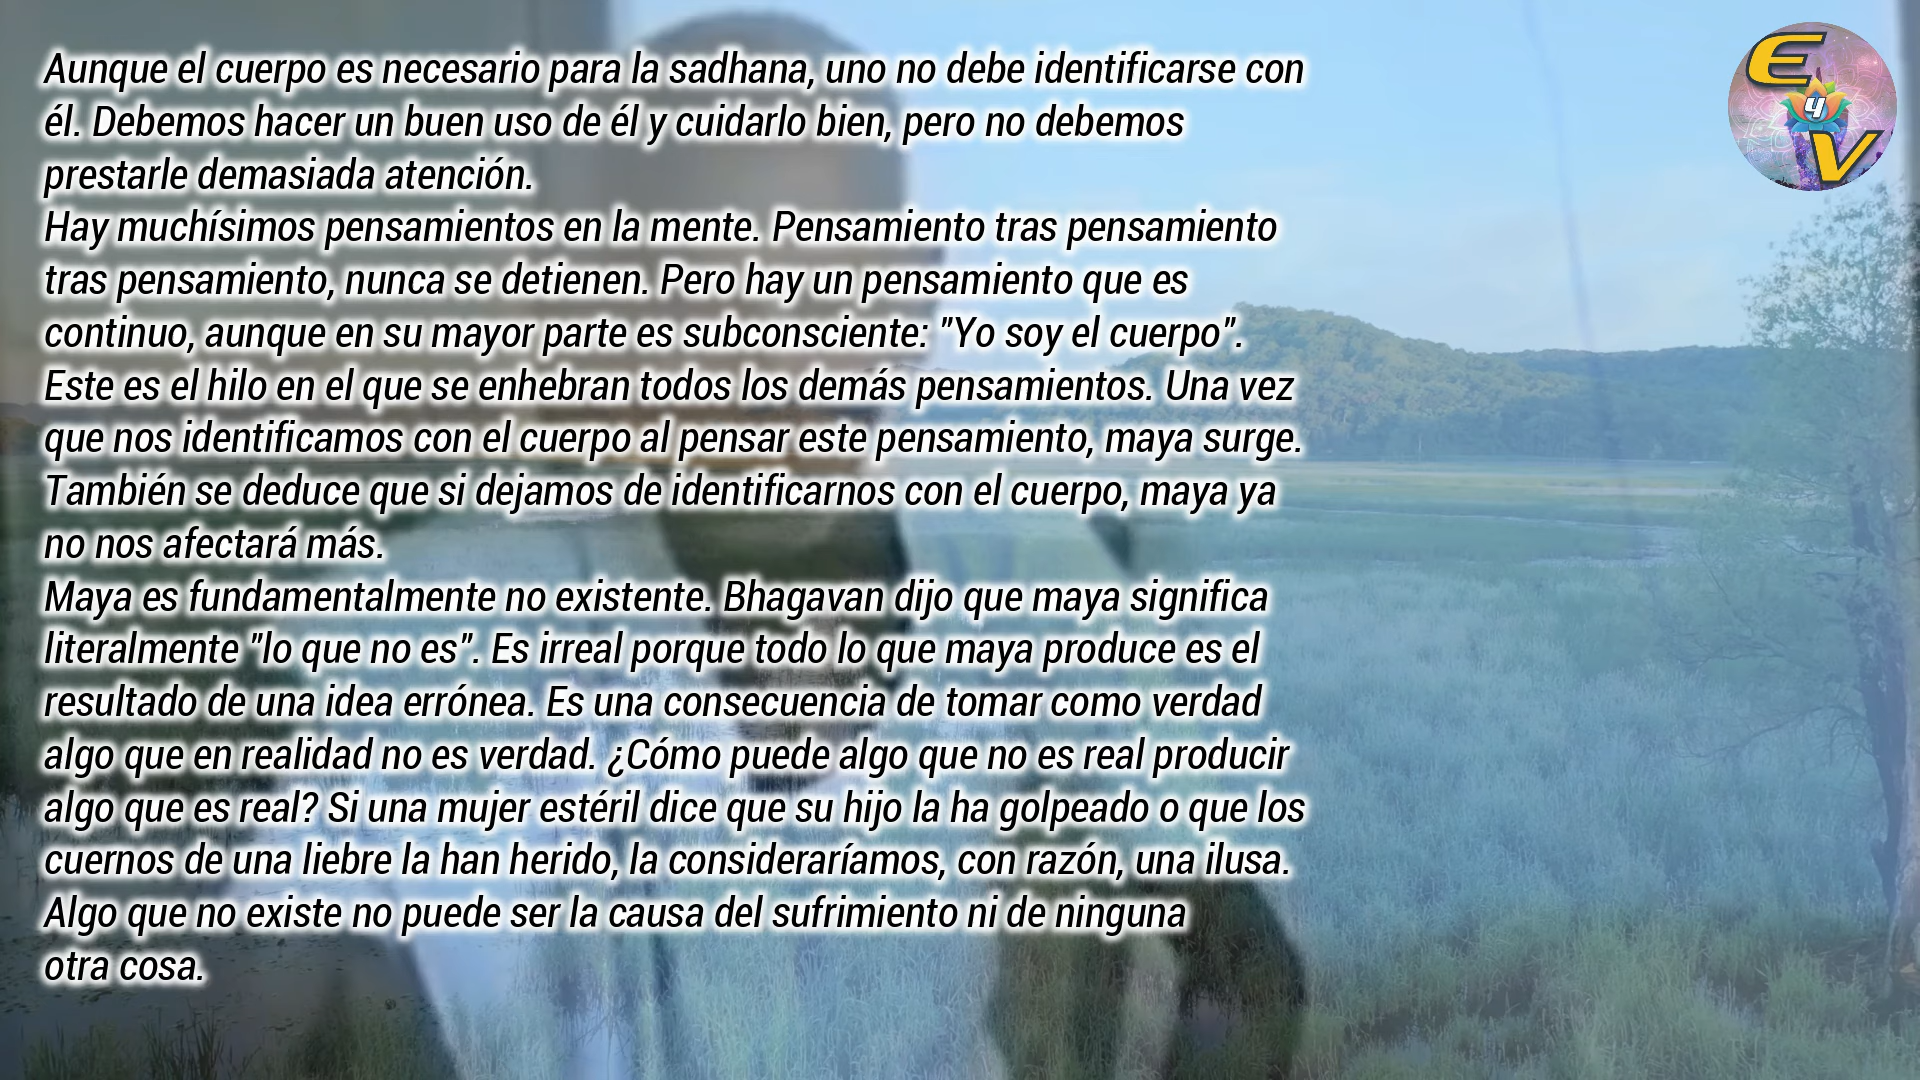 Aunque el cuerpo es necesario para la sadhana, uno no debe identificarse con
él. Debemos hacer un buen uso de él y cuidarlo bien, pero no debemos
prestarle demasiada atención.
Hay muchísimos pensamientos en la mente. Pensamiento tras pensamiento
tras pensamiento, nunca se detienen. Pero hay un pensamiento que es
continuo, aunque en su mayor parte es subconsciente: "Yo soy el cuerpo".
Este es el hilo en el que se enhebran todos los demás pensamientos. Una vez
que nos identificamos con el cuerpo al pensar este pensamiento, maya surge.
También se deduce que si dejamos de identificarnos con el cuerpo, maya ya
no nos afectará más.
Maya es fundamentalmente no existente. Bhagavan dijo que maya significa
literalmente "lo que no es". Es irreal porque todo lo que maya produce es el
resultado de una idea errónea. Es una consecuencia de tomar como verdad
algo que en realidad no es verdad. ¿Cómo puede algo que no es real producir
algo que es real? Si una mujer estéril dice que su hijo la ha golpeado o que los
cuernos de una liebre la han herido, la consideraríamos, con razón, una ilusa.
Algo que no existe no puede ser la causa del sufrimiento ni de ninguna
otra cosa.
E
y
V